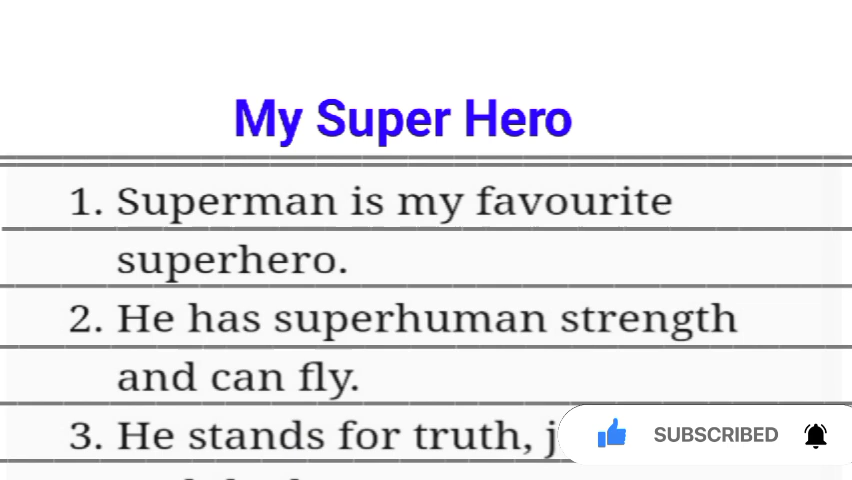 My Super Hero
1. Superman is my favourite
superhero.
2. He has superhuman strength
and can fly.
3. He stands for truth,
SUBSCRIBED